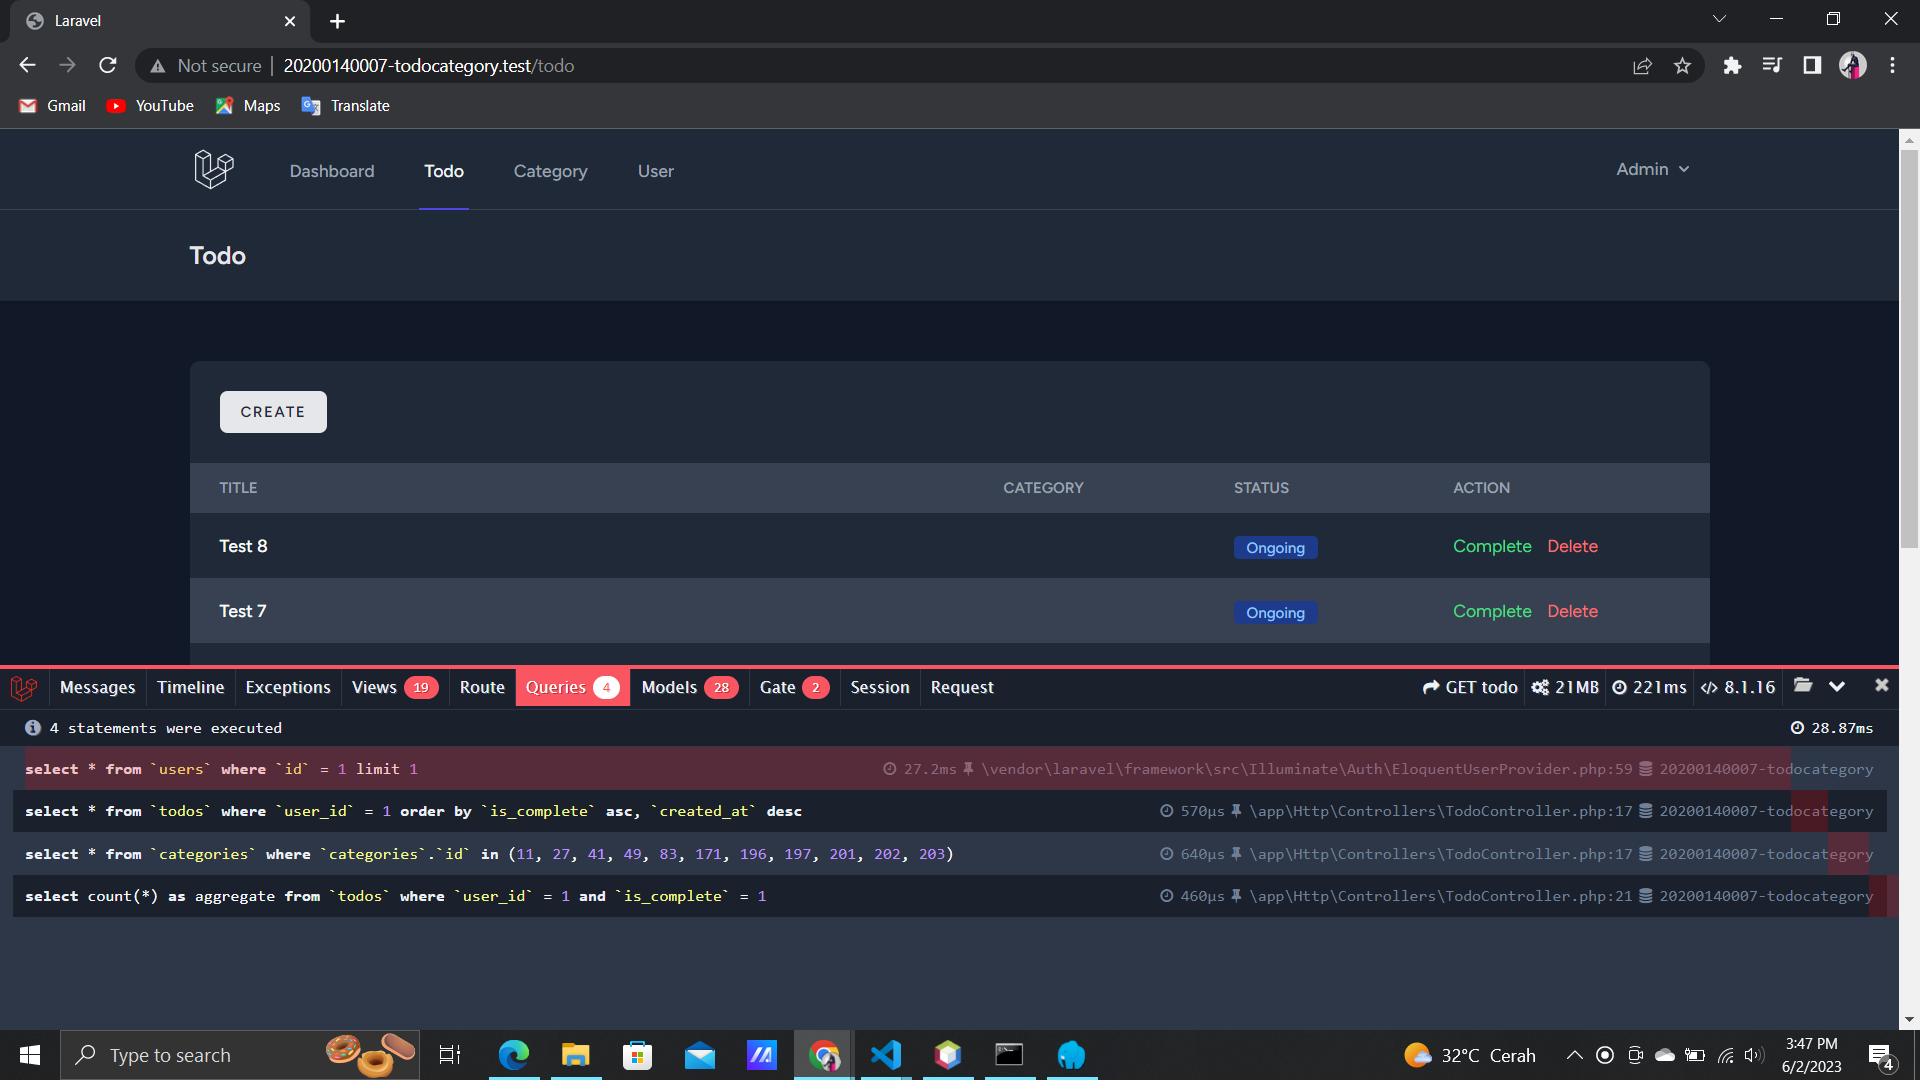 Laravel
Not secure
20200140007-todocategory.test/todo
Gmail
YouTube
Maps
Translate
Dashboard
Todo
Category
User
Admin
Todo
CREATE
TITLE
CATEGORY
STATUS
ACTION
Test 8
Ongoing
Complete
Delete
Test 7
Ongoing
Complete
Delete
Messages
Timeline
Exceptions
Views 19
Route
Queries 4
Models 28
Gate 2
Session
Request
GET todo
21MB
221ms
8.1.16
4 statements were executed
28.87ms
select * from `users` where `id` = 1 limit 1
27.2ms
\vendor\laravel\framework\src\Illuminate\Auth\EloquentUserProvider.php:59
20200140007-todocategory
select * from `todos` where `user_id` = 1 order by `is_complete` asc, `created_at` desc
570μs
\app\Http\Controllers\TodoController.php:17
20200140007-todocategory
select * from `categories` where `categories`.`id` in (11, 27, 41, 49, 83, 171, 196, 197, 201, 202, 203)
640μs
\app\Http\Controllers\TodoController.php:17
20200140007-todocategory
select count(*) as aggregate from `todos` where `user_id` = 1 and `is_complete` = 1
460μs
\app\Http\Controllers\TodoController.php:21
20200140007-todocategory
Type to search
32°C Cerah
3:47 PM
6/2/2023
4